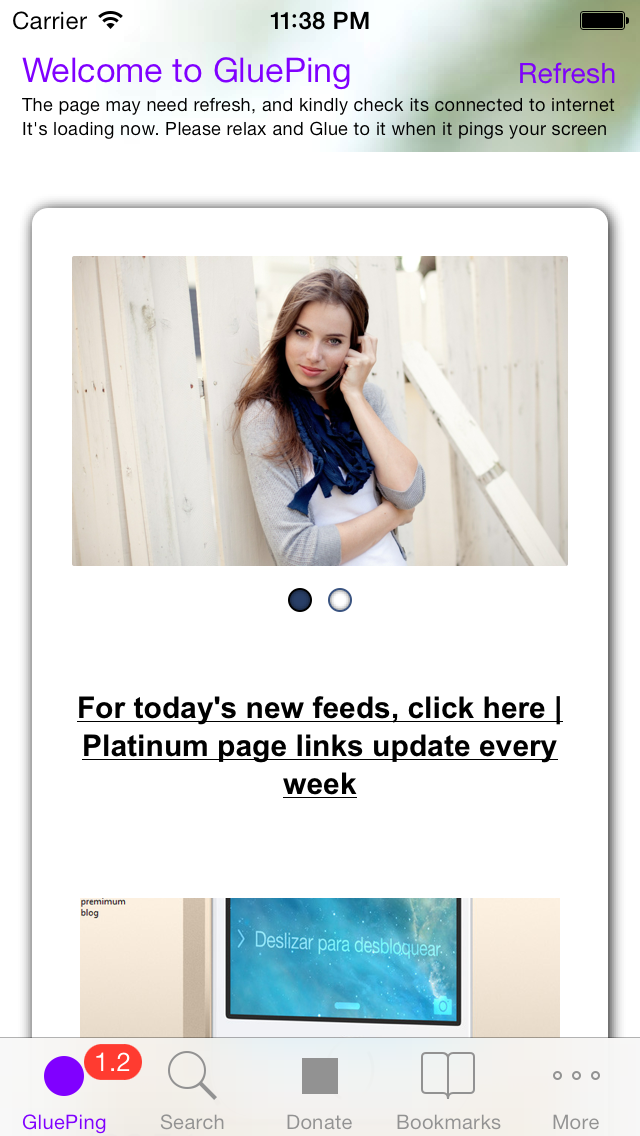 Carrier 11:38 PM
Welcome to GluePing Refresh
The page may need refresh, and kindly check its connected to internet
It's loading now. Please relax and Glue to it when it pings your screen
For today's new feeds, click here |
Platinum page links update every
week
premimum
blog
Deslizar para desbloquear
1.2
GluePing Search Donate Bookmarks More